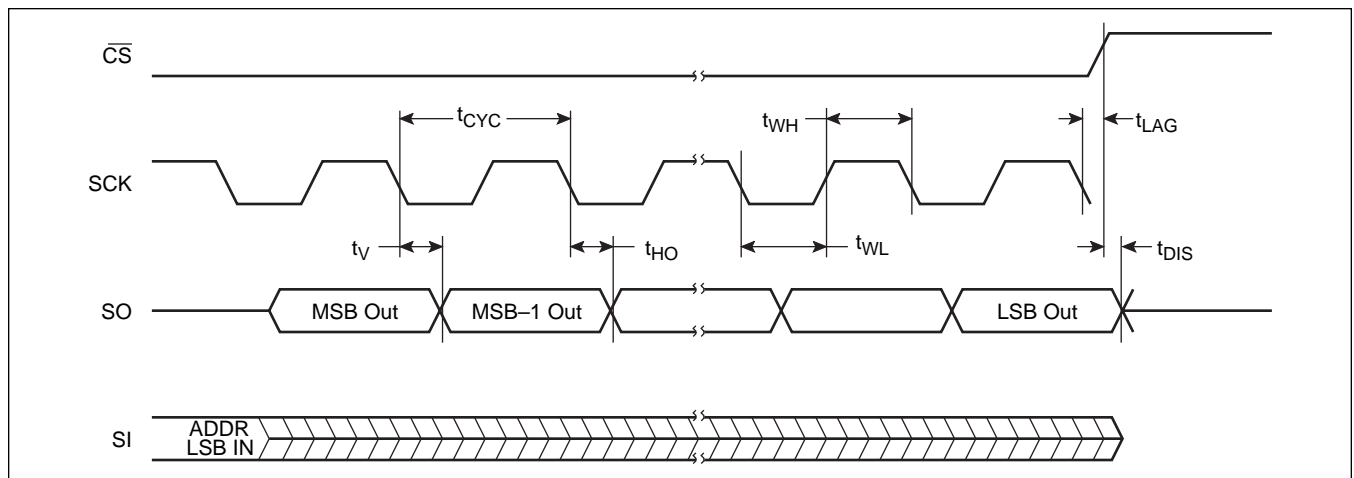 CS
tCYC
tWH
tLAG
SCK
tV
tHO
tWL
tDIS
SO
MSB Out
MSB–1 Out
LSB Out
SI
ADDR
LSB IN